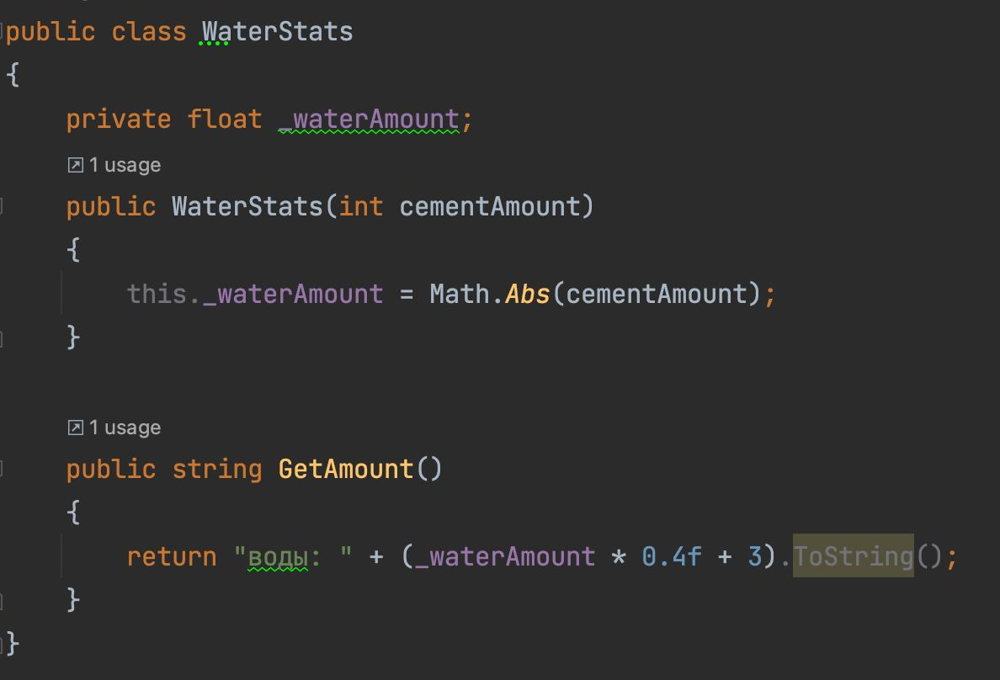 public class WaterStats
{
private float _waterAmount;
1 usage
public WaterStats(int cementAmount)
{
this._waterAmount = Math.Abs(cementAmount);
}
1 usage
public string GetAmount()
{
return "воды: " + (_waterAmount * 0.4f + 3).ToString();
}
}